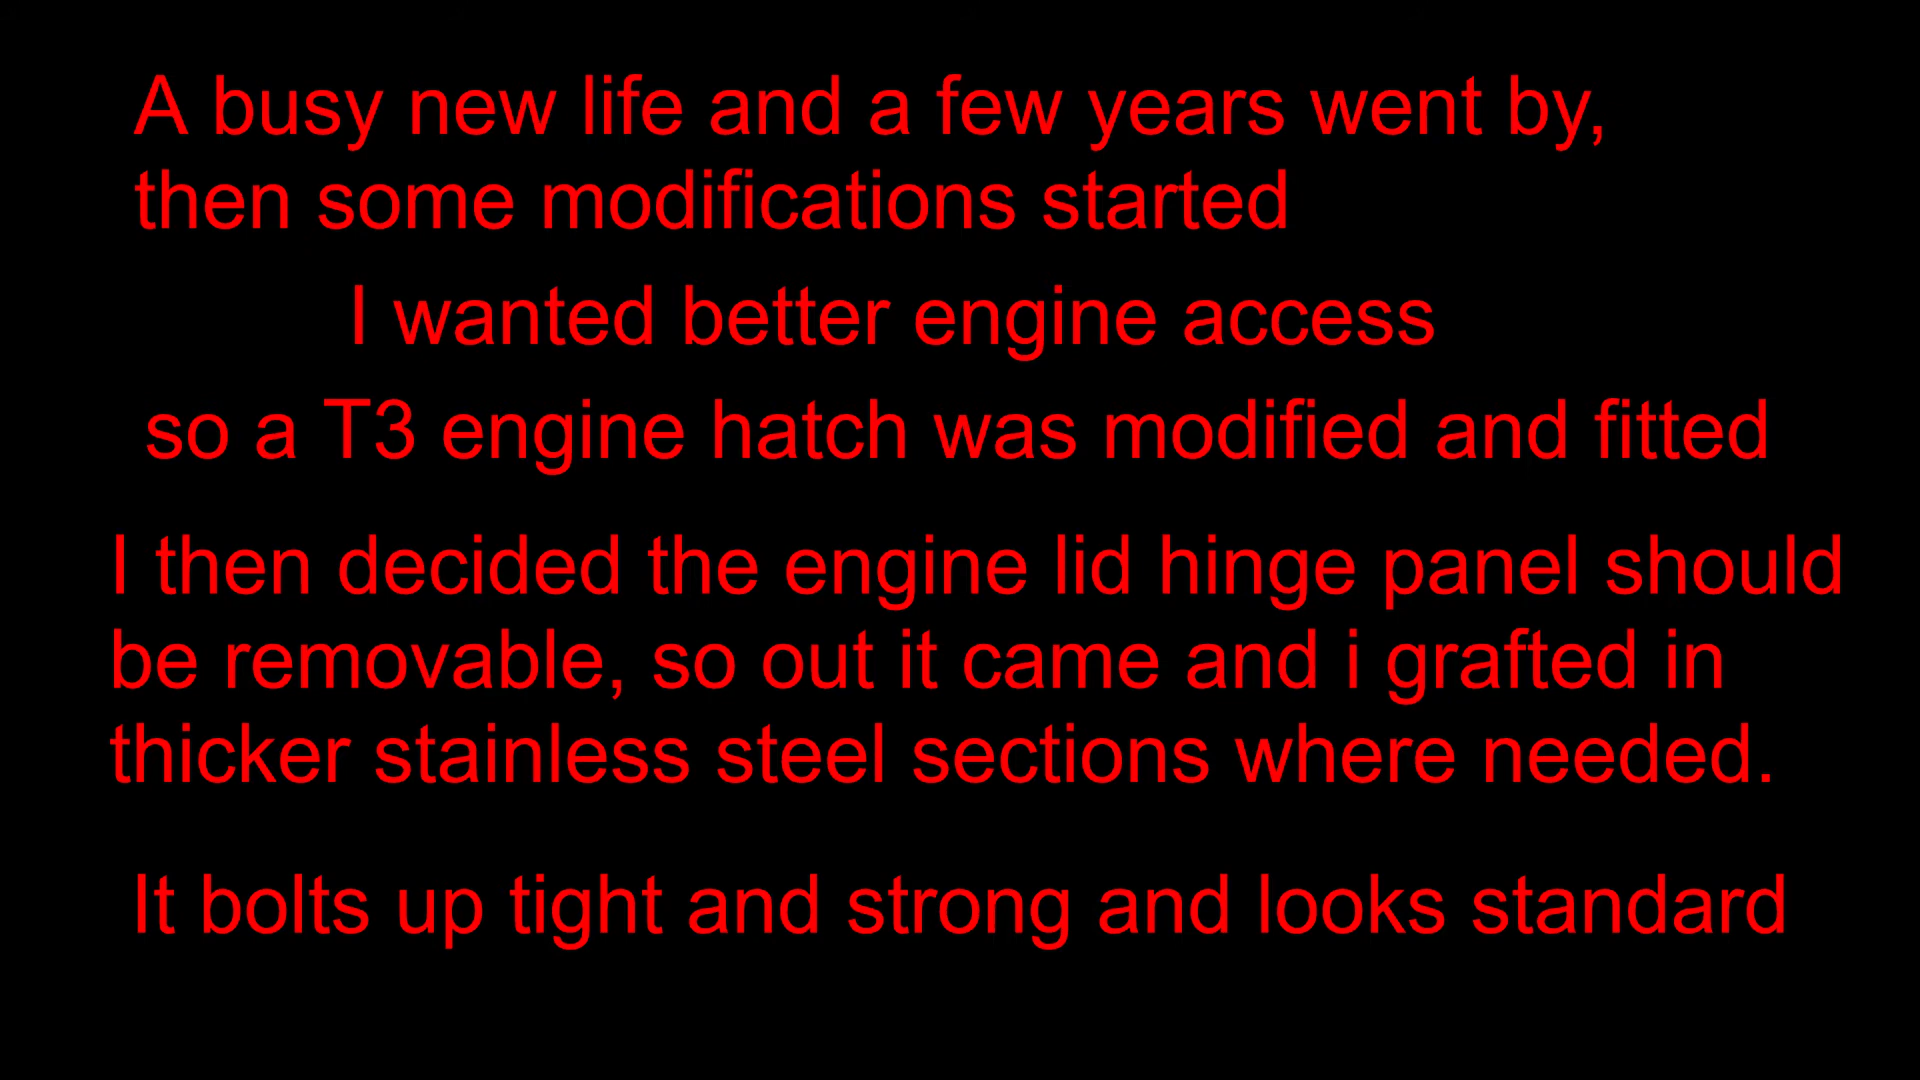 A busy new life and a few years went by,
then some modifications started
I wanted better engine access
so a T3 engine hatch was modified and fitted
I then decided the engine lid hinge panel should
be removable, so out it came and i grafted in
thicker stainless steel sections where needed.
It bolts up tight and strong and looks standard